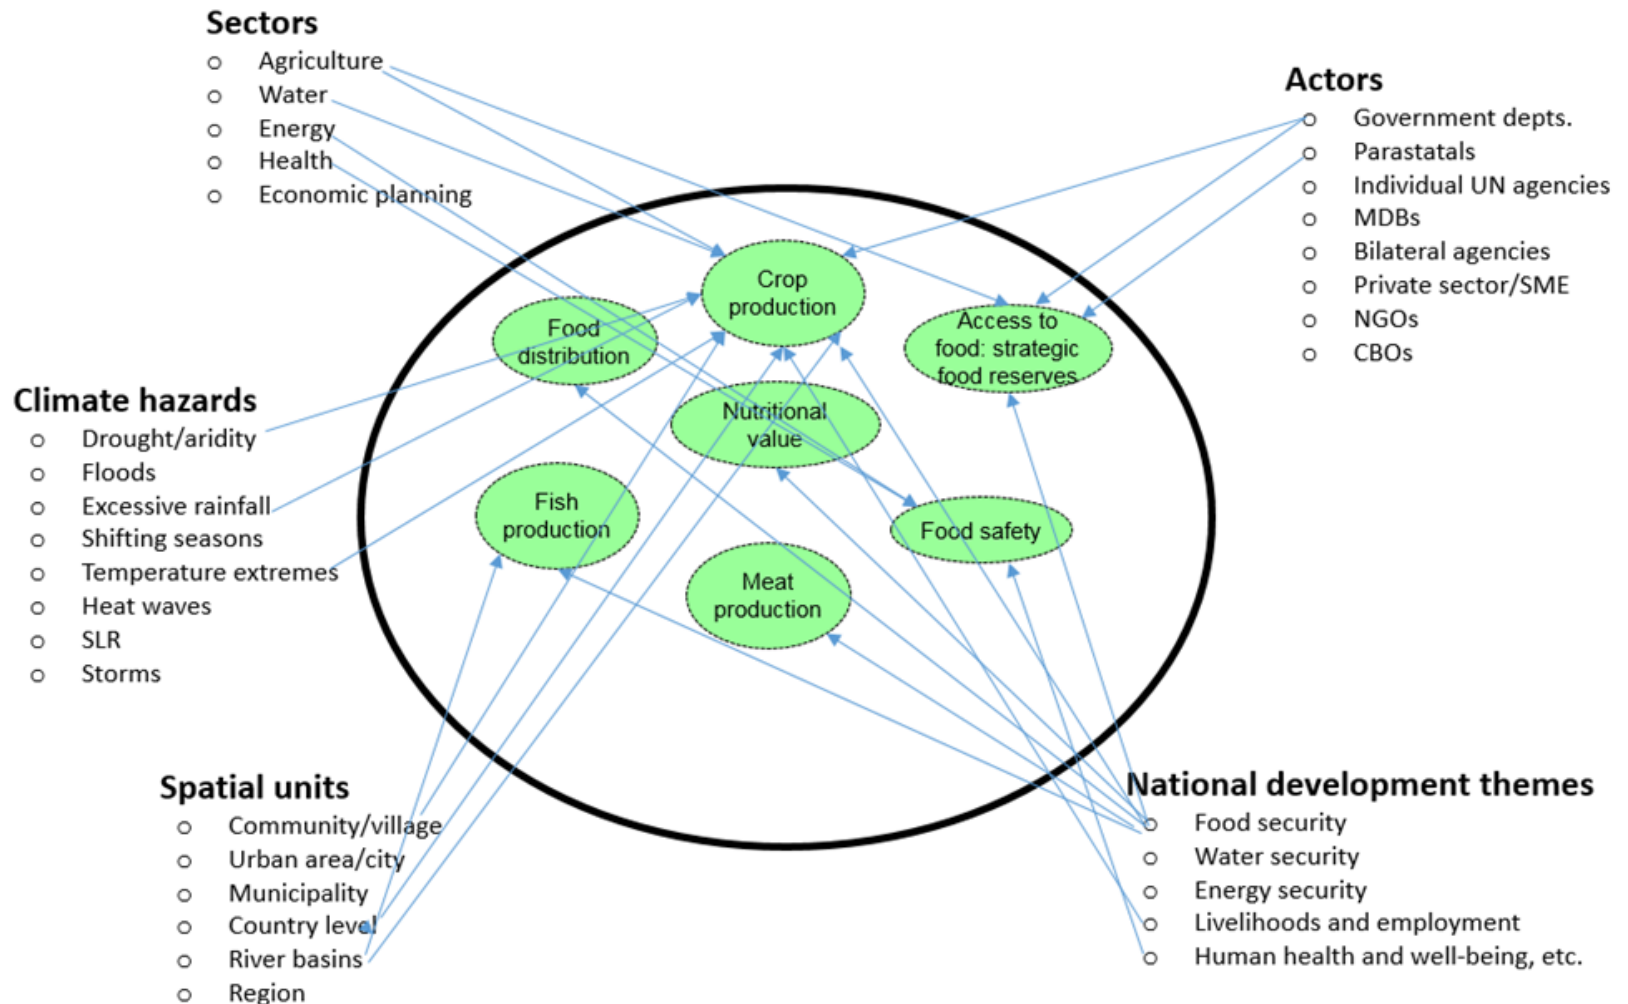 Sectors
Agriculture
Water
Energy
Health
Economic planning
Actors
Government depts.
Parastatals
Individual UN agencies
MDBs
Bilateral agencies
Private sector/SME
NGOs
CBOs
Crop
production
Food
distribution
Access to
food: strategic
food reserves
Nutritional
value
Fish
production
Food safety
Meat
production
Climate hazards
Drought/aridity
Floods
Excessive rainfall
Shifting seasons
Temperature extremes
Heat waves
SLR
Storms
Spatial units
Community/village
Urban area/city
Municipality
Country level
River basins
Region
National development themes
Food security
Water security
Energy security
Livelihoods and employment
Human health and well-being, etc.